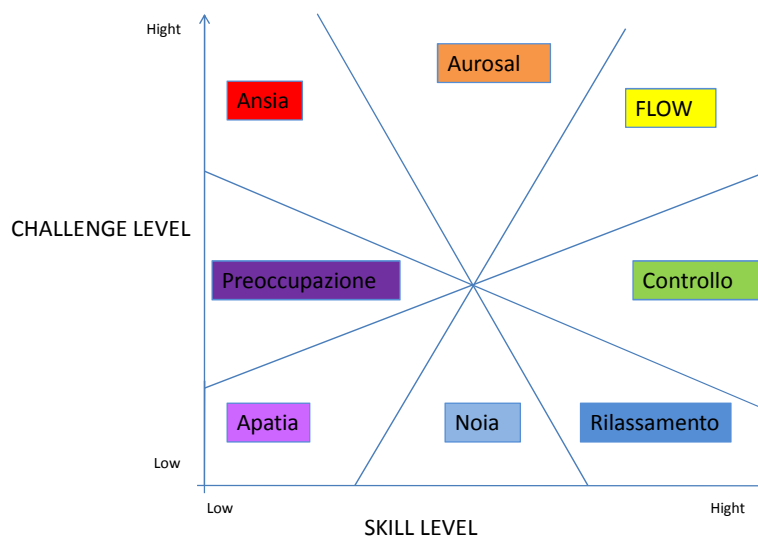 Hight
Aurosal
Ansia
FLOW
CHALLENGE LEVEL
Preoccupazione
Controllo
Apatia
Noia
Rilassamento
Low
Low
Hight
SKILL LEVEL